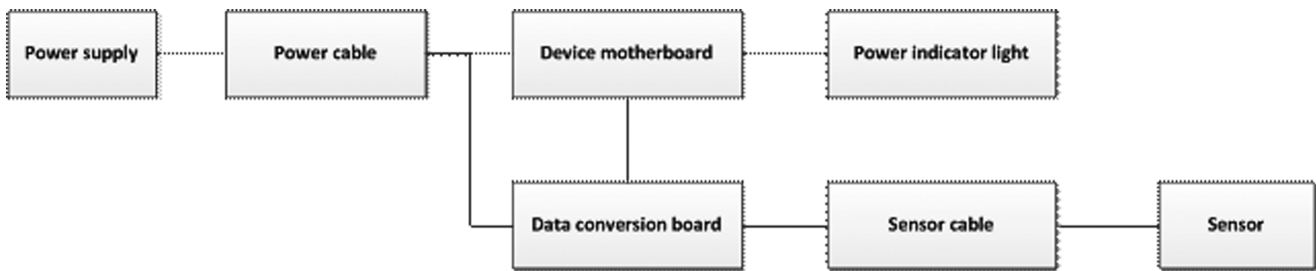 Power supply
Power cable
Device motherboard
Power indicator light
Data conversion board
Sensor cable
Sensor